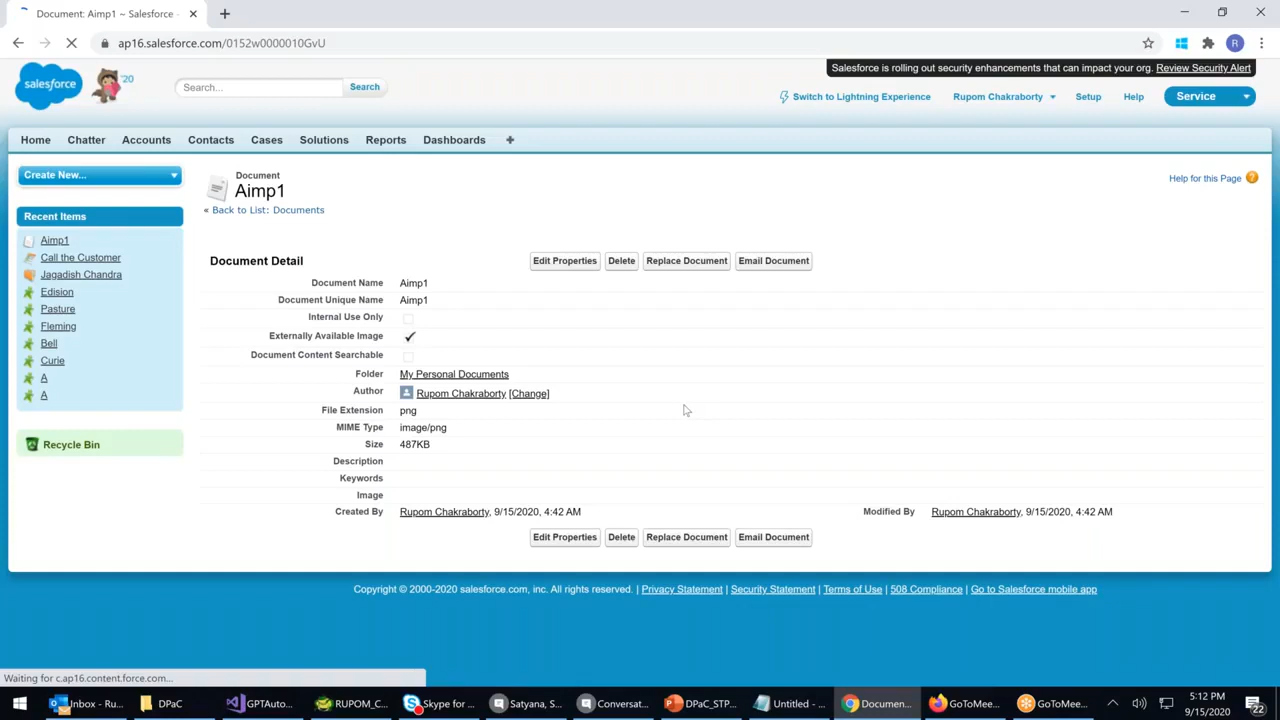 Document: Aimp1 ~ Salesforce -
ap16.salesforce.com/0152w0000010GvU
R
Salesforce is rolling out security enhancements that can impact your org. Review Security Alert
salesforce
'20
Search...
Search
Switch to Lightning Experience
Rupom Chakraborty
Setup
Help
Service
Home
Chatter
Accounts
Contacts
Cases
Solutions
Reports
Dashboards
Create New...
Recent Items
Aimp1
Call the Customer
Jagadish Chandra
Edision
Pasture
Fleming
Bell
Curie
A
A
Recycle Bin
Document
Aimp1
« Back to List: Documents
Help for this Page ?
Document Detail
Edit Properties Delete Replace Document Email Document
Document Name Aimp1
Document Unique Name Aimp1
Internal Use Only
Externally Available Image
Document Content Searchable
Folder My Personal Documents
Author Rupom Chakraborty [Change]
File Extension png
MIME Type image/png
Size 487KB
Description
Keywords
Image
Created By Rupom Chakraborty, 9/15/2020, 4:42 AM Modified By Rupom Chakraborty, 9/15/2020, 4:42 AM
Edit Properties Delete Replace Document Email Document
Copyright © 2000-2020 salesforce.com, inc. All rights reserved. | Privacy Statement | Security Statement | Terms of Use | 508 Compliance | Go to Salesforce mobile app
Waiting for c.ap16.content.force.com...
Inbox - Ru...
DPaC
GPTAuto...
RUPOM_C...
Skype for ...
Satyana, S...
Conversat...
DPaC_STP...
Untitled - ...
Documen...
GoToMee...
GoToMee...
5:12 PM
9/15/2020
22